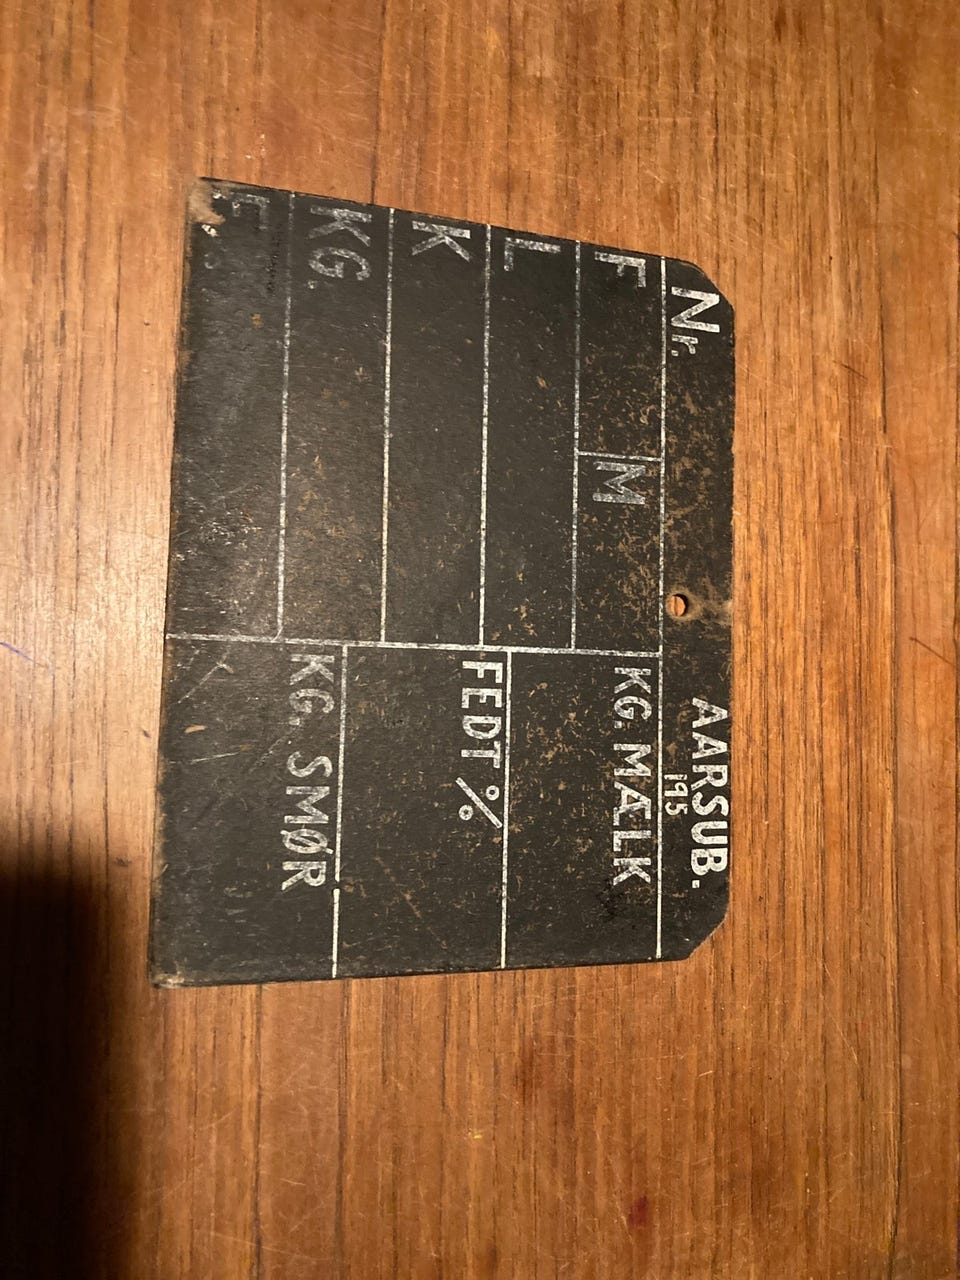 Nr.
AARSUB.
195
F
M
L
K
KG.
F
KG. MÆLK
FEDT %
KG. SMØR